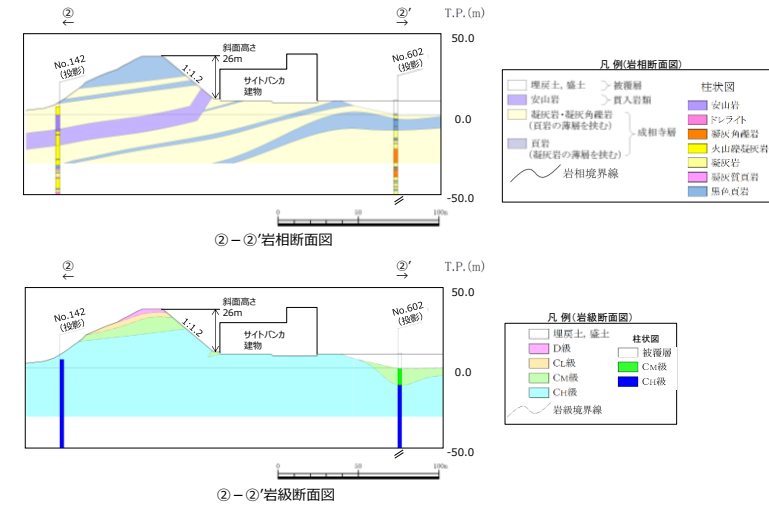 ② ②′ T.P.(m)
← →
50.0
No.142
(投影)
1:1.2
斜面高さ
26m
サイトバンカ
建物
No.602
(投影)
0.0
-50.0
0 50 100m
②－②′岩相断面図
凡 例(岩相断面図)
埋戻土, 盛土 被覆層
安山岩 貫入岩類
凝灰岩・凝灰角礫岩
(頁岩の薄層を挟む)
成相寺層
頁岩
(凝灰岩の薄層を挟む)
岩相境界線
柱状図
安山岩
ドレライト
凝灰角礫岩
火山礫凝灰岩
凝灰岩
凝灰質頁岩
黒色頁岩
② ②′ T.P.(m)
← →
50.0
No.142
(投影)
1:1.2
斜面高さ
26m
サイトバンカ
建物
No.602
(投影)
0.0
-50.0
0 50 100m
②－②′岩級断面図
凡 例(岩級断面図)
埋戻土, 盛土
D級
CL級
CM級
CH級
岩級境界線
柱状図
被覆層
CM級
CH級